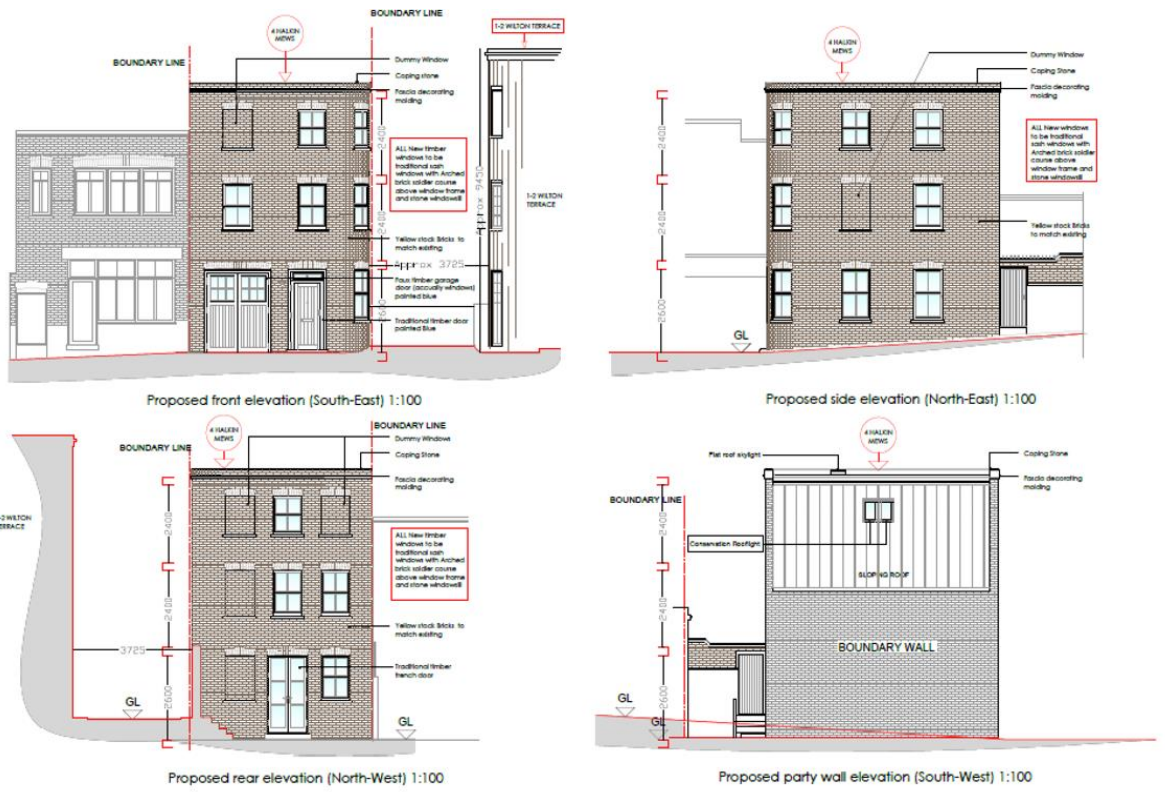 BOUNDARY LINE
1-2 WILTON TERRACE
4 HALKIN
MEWS
BOUNDARY LINE
Dummy Window
Coping stone
Fascia decorating
molding
2400
ALL New timber
windows to be
traditional sash
windows with Arched
brick soldier course
above window frame
and stone windowsill
Approx 9450
1-2 WILTON
TERRACE
2400
Yellow stock Bricks to
match existing
Approx 3725
Faux timber garage
door (accually windows)
painted blue
2600
Traditional timber door
painted Blue
Proposed front elevation (South-East) 1:100
4 HALKIN
MEWS
Dummy Window
Coping Stone
Fascia decorating
molding
2400
ALL New windows
to be traditional
sash windows with
Arched brick soldier
course above
window frame and
stone windowsill
2400
Yellow stock Bricks
to match existing
2600
GL
Proposed side elevation (North-East) 1:100
4 HALKIN
MEWS
BOUNDARY LINE
BOUNDARY LINE
Dummy Windows
Coping Stone
Fascia decorating
molding
-2 WILTON
TERRACE
2400
ALL New timber
windows to be
traditional sash
windows with Arched
brick soldier course
above window frame
and stone windowsill
2400
Yellow stock Bricks to
match existing
3725
Traditional timber
french door
2600
GL
GL
Proposed rear elevation (North-West) 1:100
4 HALKIN
MEWS
Flat roof skylight
Coping Stone
Fascia decorating
molding
BOUNDARY LINE
2400
Conservation Rooflight
SLOPING ROOF
2400
BOUNDARY WALL
2600
GL
GL
Proposed party wall elevation (South-West) 1:100